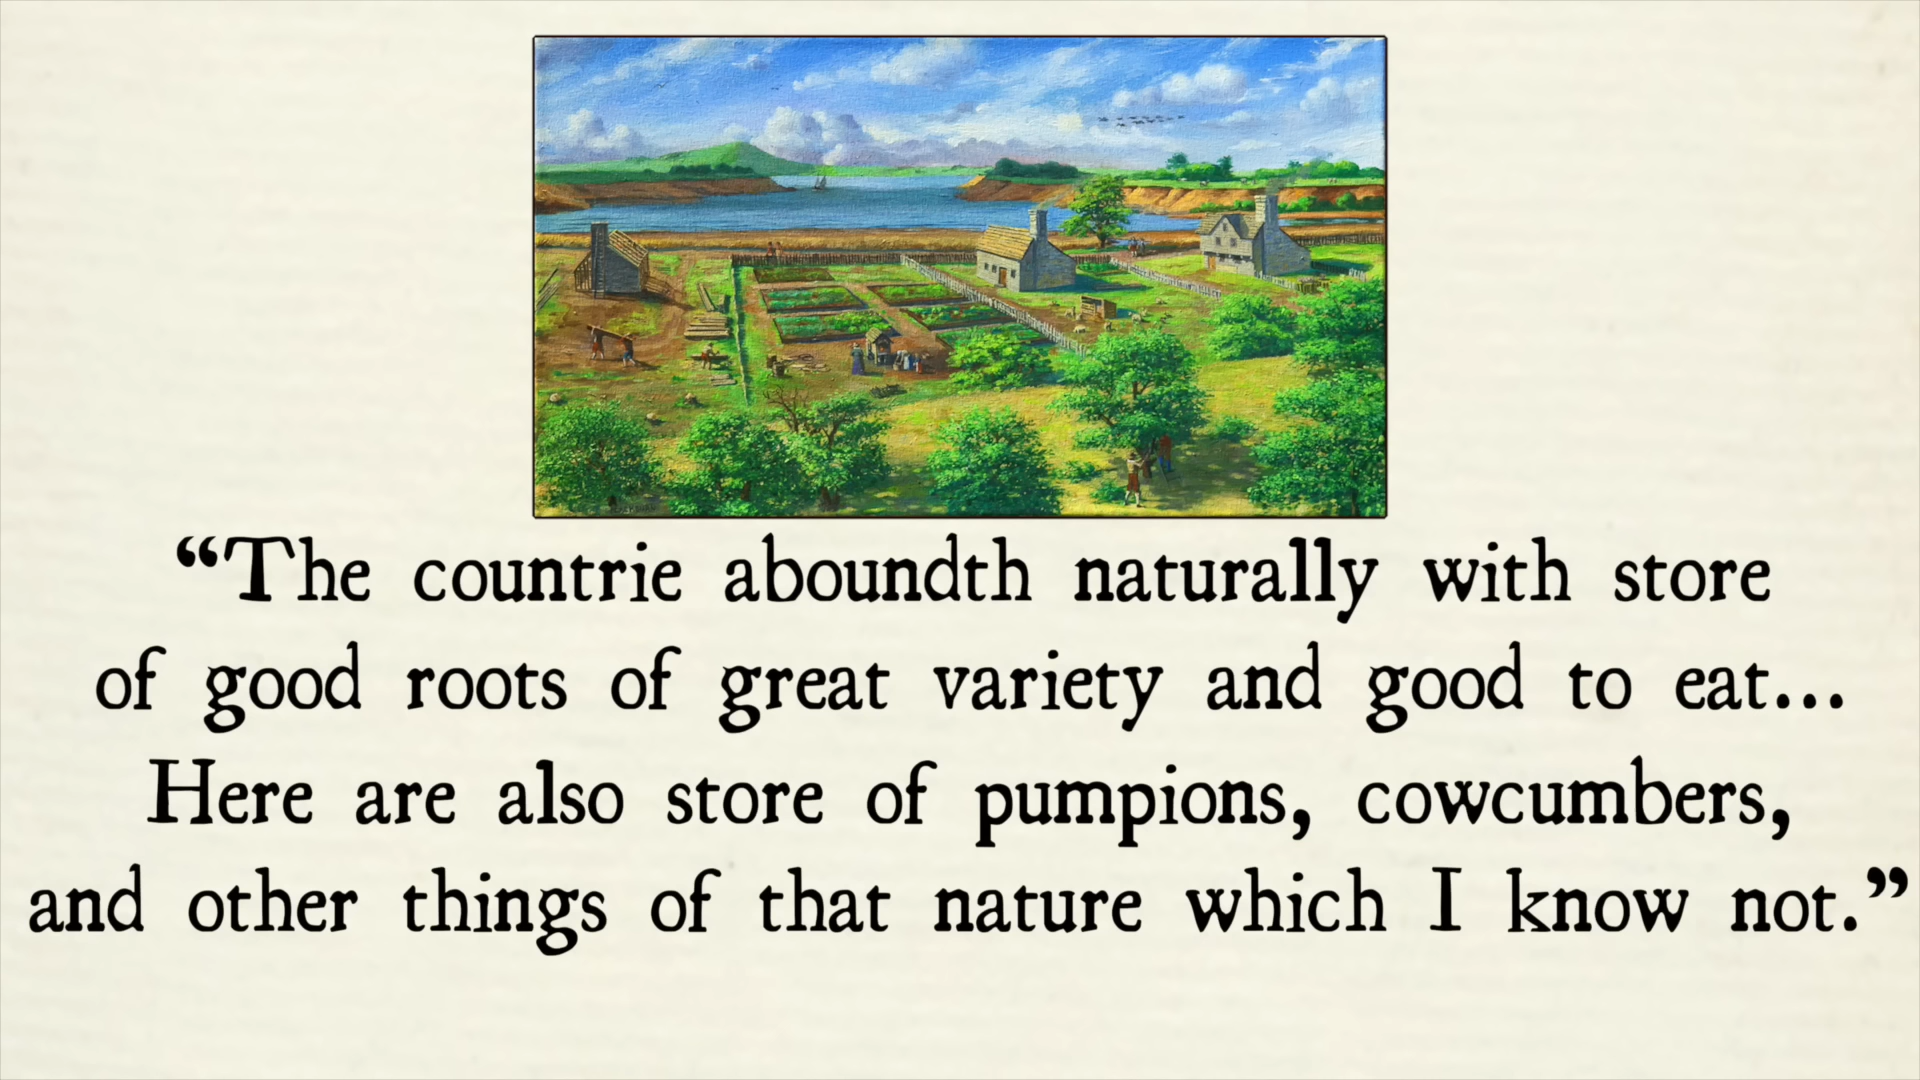 “The countrie aboundth naturally with store
of good roots of great variety and good to eat...
Here are also store of pumpions, cowcumbers,
and other things of that nature which I know not.”